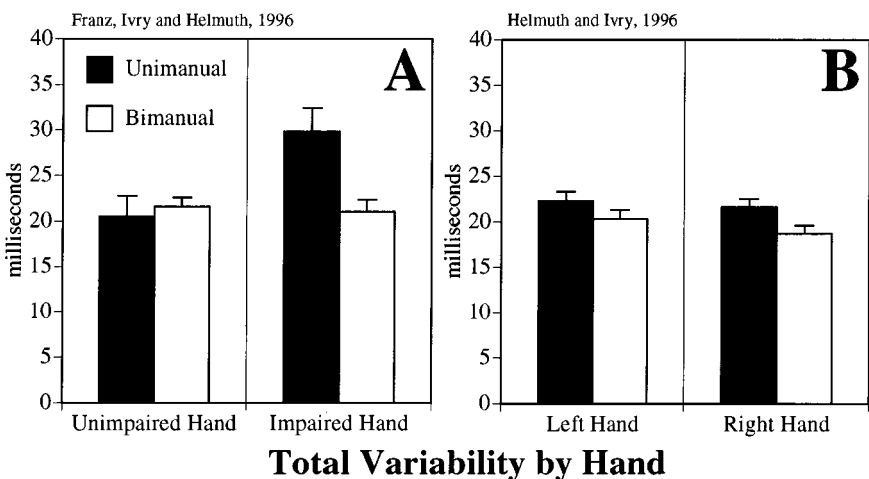 Franz, Ivry and Helmuth, 1996
Helmuth and Ivry, 1996
40
35
30
25
20
15
10
5
0
milliseconds
Unimanual
Bimanual
A
Unimpaired Hand
Impaired Hand
40
35
30
25
20
15
10
5
0
milliseconds
B
Left Hand
Right Hand
Total Variability by Hand